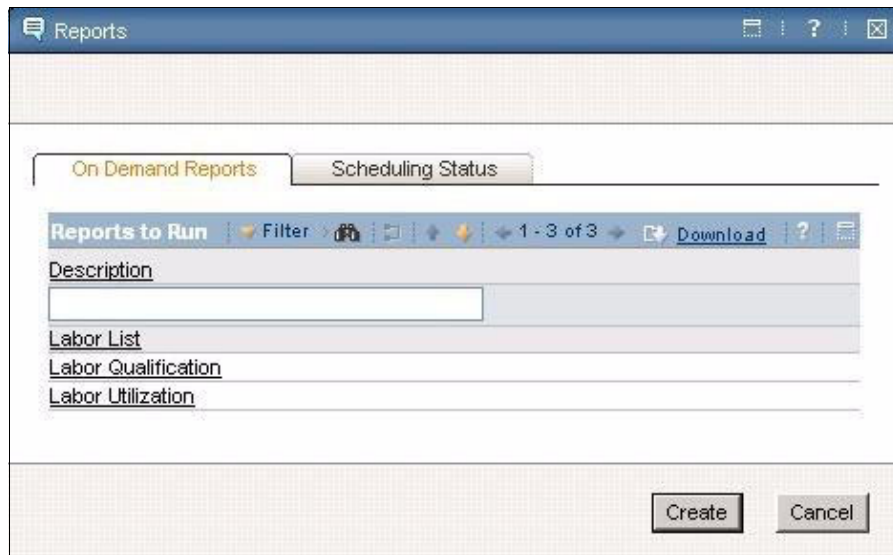 Reports ?
On Demand Reports Scheduling Status
Reports to Run Filter 1 - 3 of 3 Download ?
Description
Labor List
Labor Qualification
Labor Utilization
Create Cancel